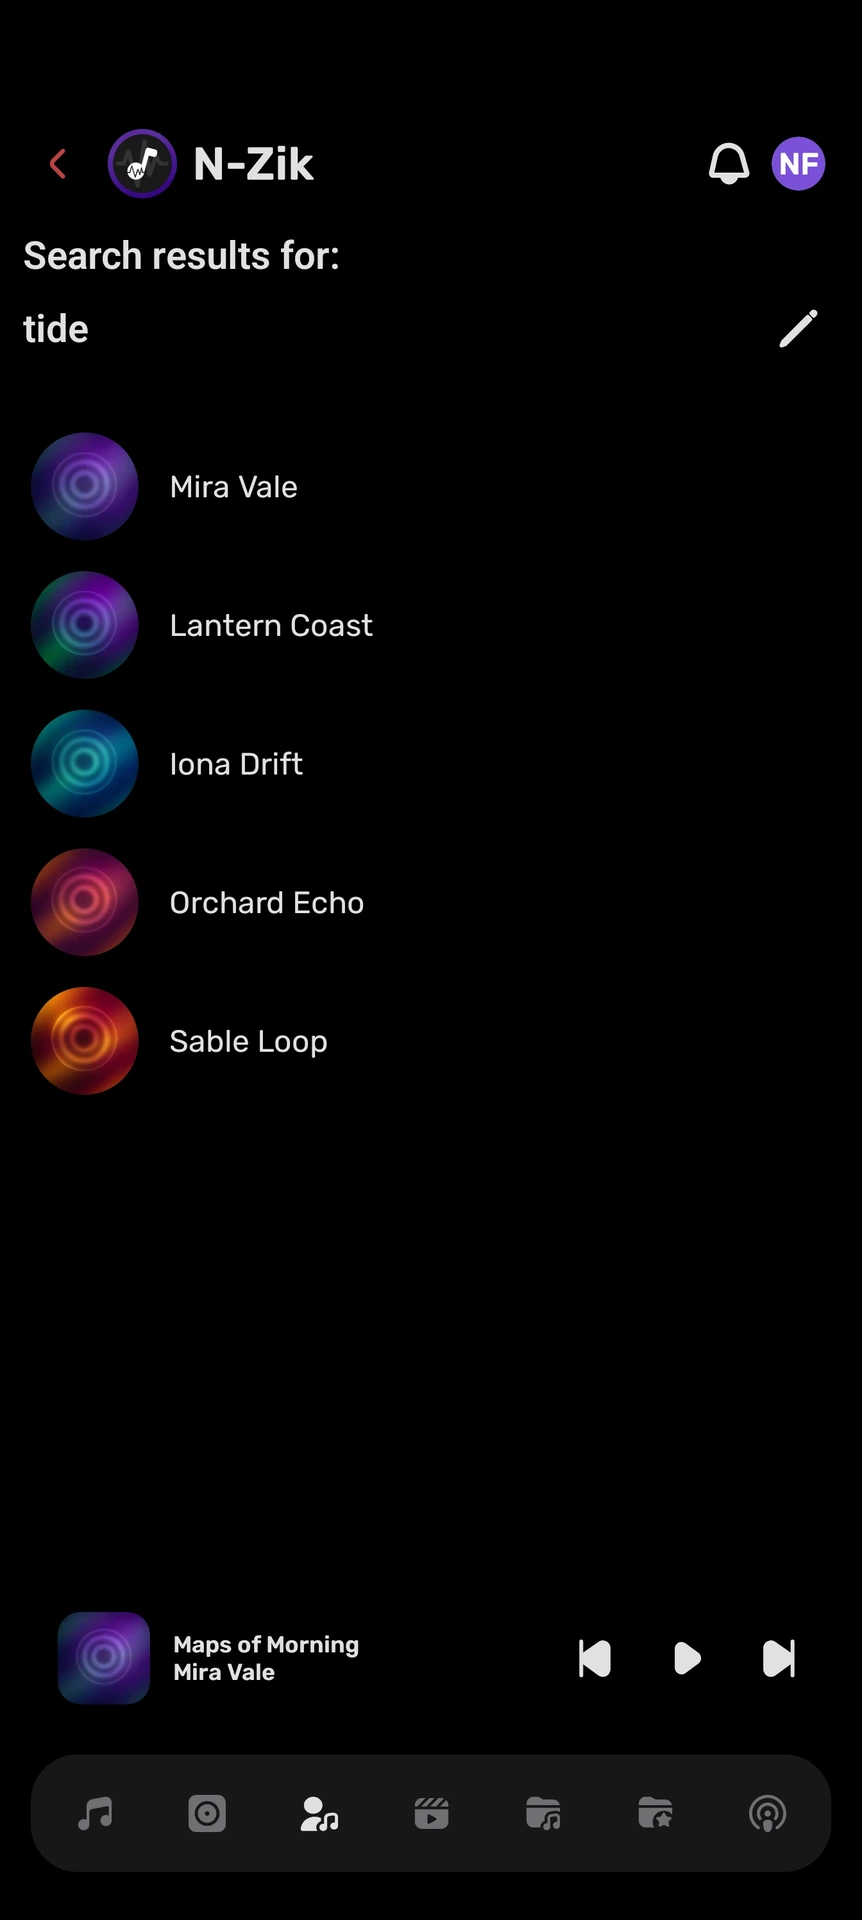 N-Zik
NF
Search results for:
tide
Mira Vale
Lantern Coast
Iona Drift
Orchard Echo
Sable Loop
Maps of Morning
Mira Vale